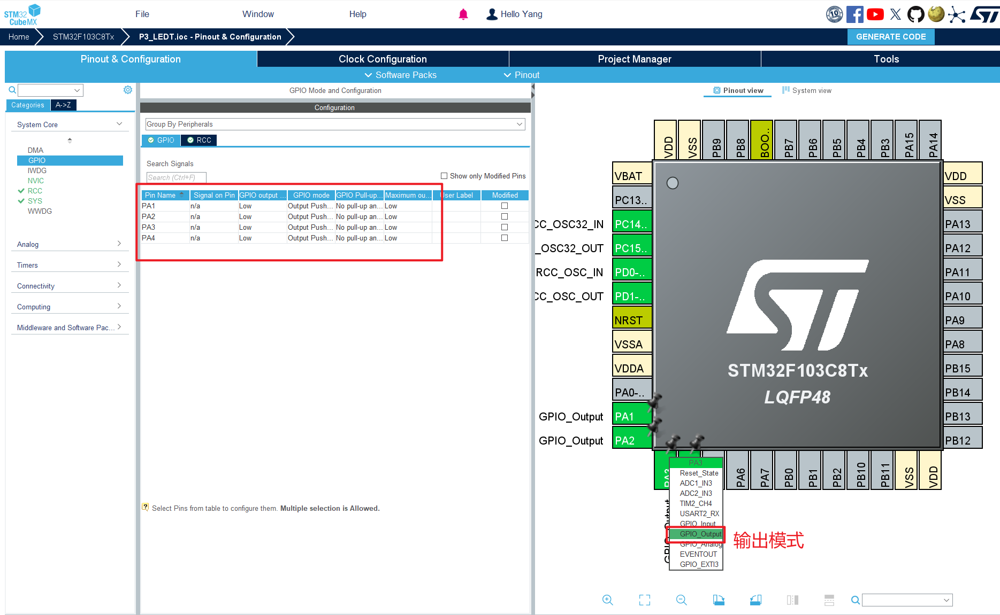 STM32
CubeMX
File
Window
Help
Hello Yang
10
Home
STM32F103C8Tx
P3_LEDT.ioc - Pinout & Configuration
GENERATE CODE
Pinout & Configuration
Clock Configuration
Project Manager
Tools
Software Packs
Pinout
Categories
A->Z
System Core
DMA
GPIO
IWDG
NVIC
RCC
SYS
WWDG
Analog
Timers
Connectivity
Computing
Middleware and Software Pac...
GPIO Mode and Configuration
Configuration
Group By Peripherals
GPIO
RCC
Search Signals
Search (Ctrl+F)
Show only Modified Pins
Pin Name Signal on Pin GPIO output ... GPIO mode GPIO Pull-up... Maximum ou... User Label Modified
PA1 n/a Low Output Push... No pull-up an... Low
PA2 n/a Low Output Push... No pull-up an... Low
PA3 n/a Low Output Push... No pull-up an... Low
PA4 n/a Low Output Push... No pull-up an... Low
Select Pins from table to configure them. Multiple selection is Allowed.
Pinout view
System view
VDD
VSS
PB9
PB8
BOO..
PB7
PB6
PB5
PB4
PB3
PA15
PA14
VBAT
PC13..
CC_OSC32_IN PC14..
_OSC32_OUT PC15..
RCC_OSC_IN PD0-..
CC_OSC_OUT PD1-..
NRST
VSSA
VDDA
PA0-..
GPIO_Output PA1
GPIO_Output PA2
STM32F103C8Tx
LQFP48
VDD
VSS
PA13
PA12
PA11
PA10
PA9
PA8
PB15
PB14
PB13
PB12
PA3
PA6
PA7
PB0
PB1
PB2
PB10
PB11
VSS
VDD
PA3
Reset_State
ADC1_IN3
ADC2_IN3
TIM2_CH4
USART2_RX
GPIO_Input
GPIO_Output
GPIO_Analog
EVENTOUT
GPIO_EXTI3
GPIO_Output
输出模式